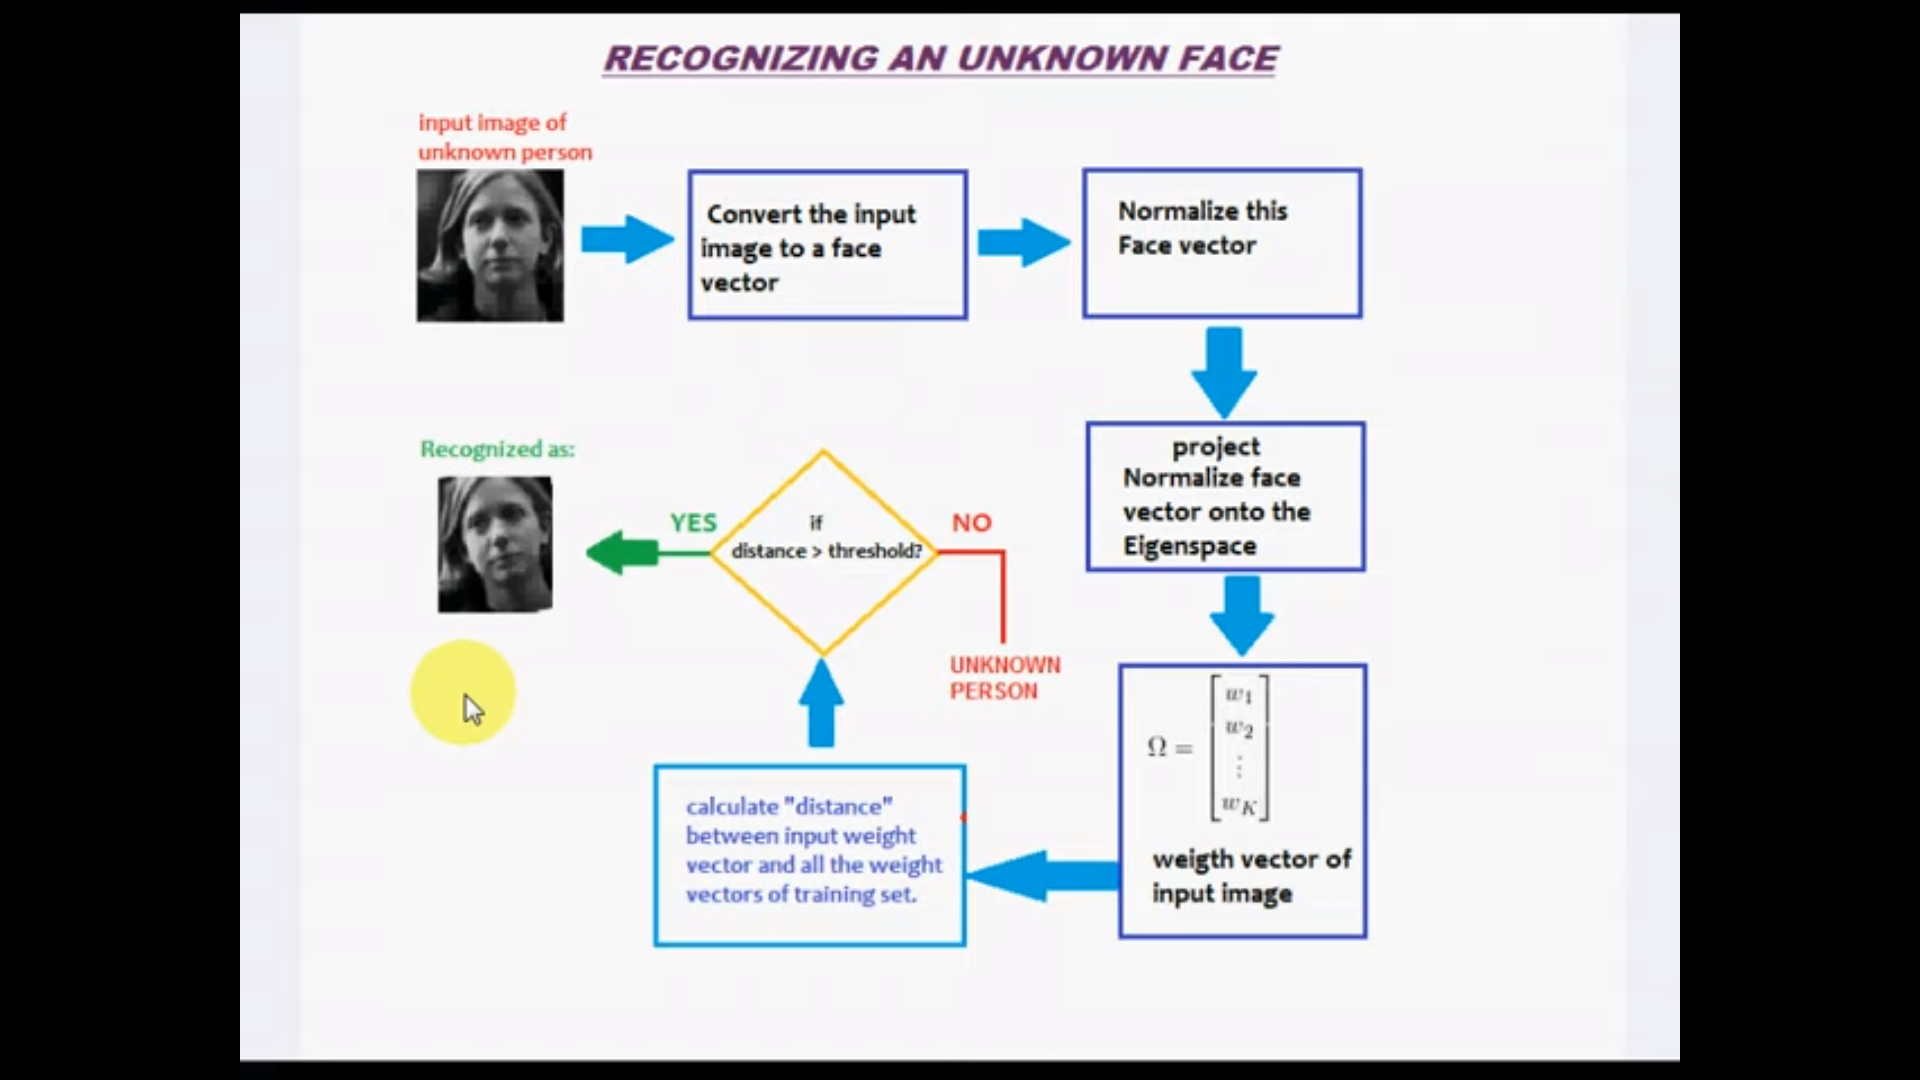 RECOGNIZING AN UNKNOWN FACE
input image of
unknown person
Convert the input
image to a face
vector
Normalize this
Face vector
project
Normalize face
vector onto the
Eigenspace
Ω = [w1 w2 ⋮ wK]
weigth vector of
input image
calculate "distance"
between input weight
vector and all the weight
vectors of training set.
if
distance > threshold?
YES
NO
UNKNOWN
PERSON
Recognized as: